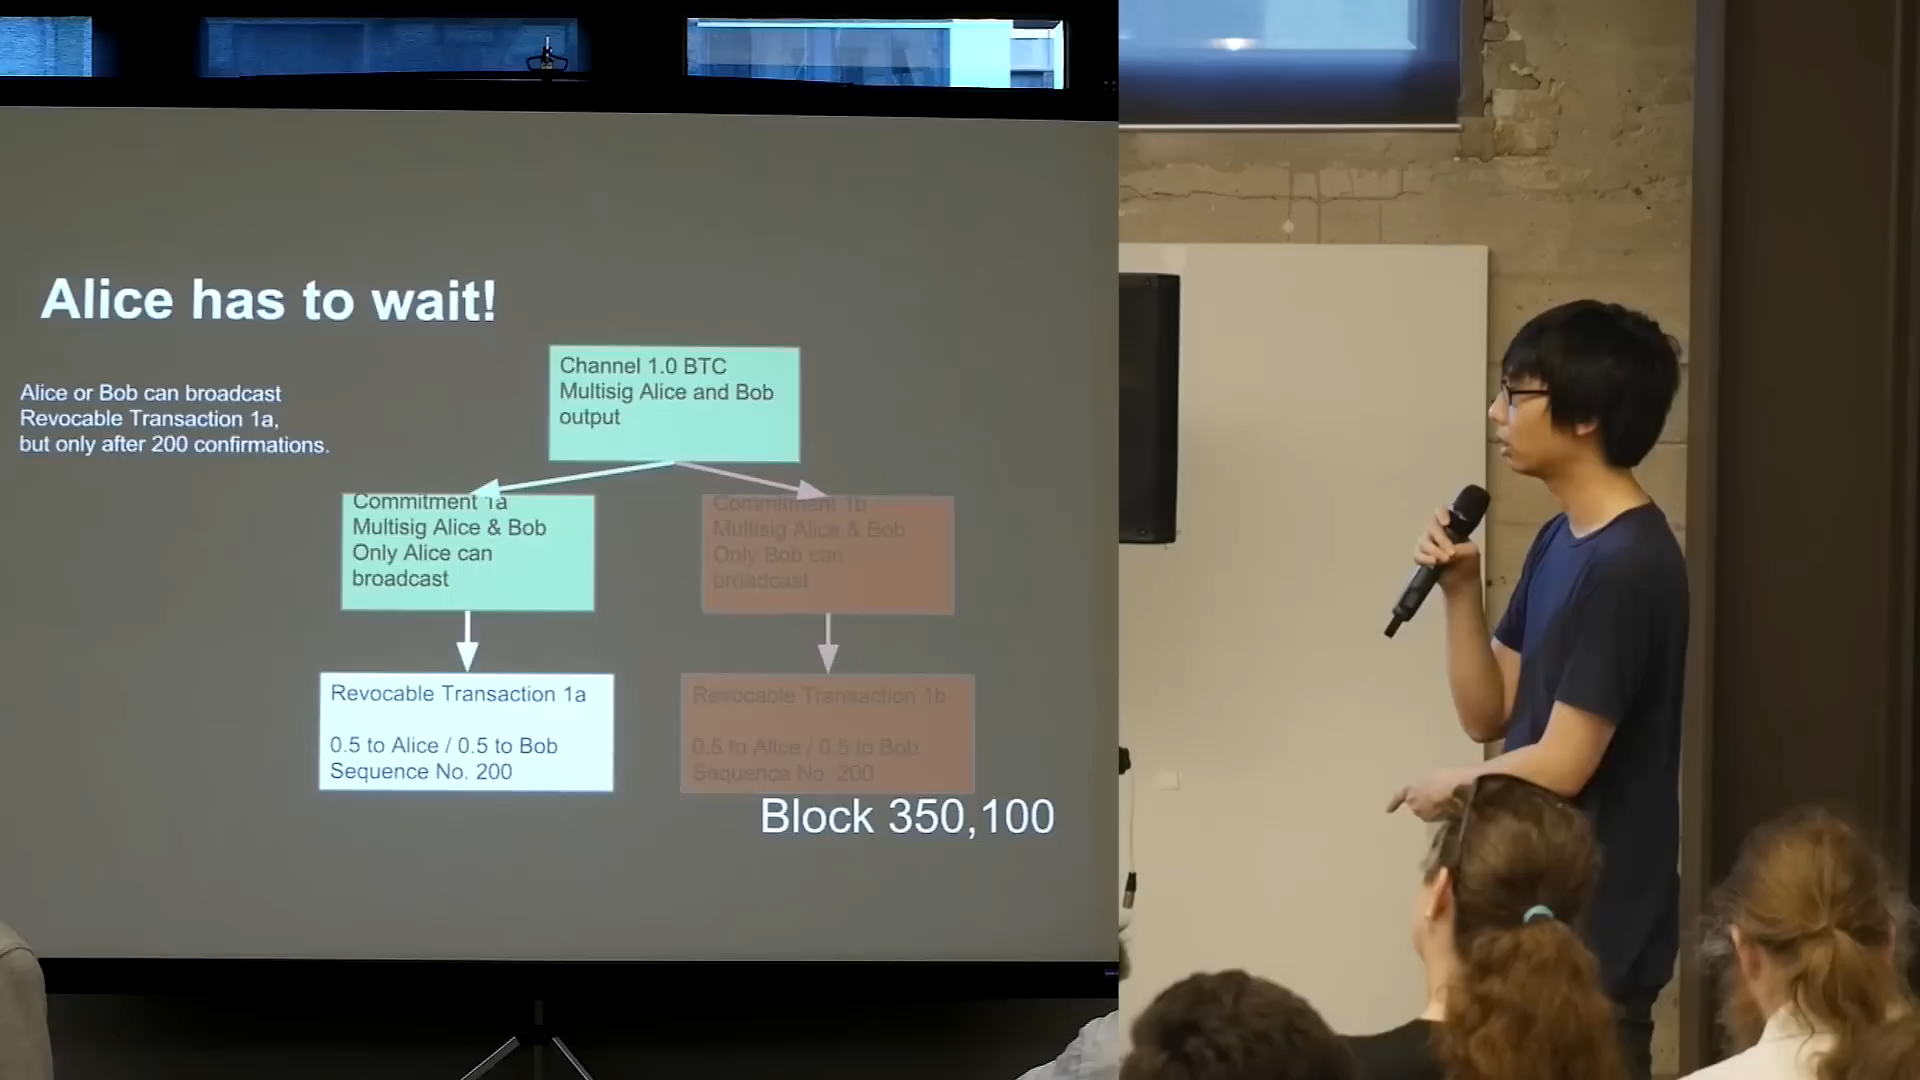 Alice has to wait!
Alice or Bob can broadcast
Revocable Transaction 1a,
but only after 200 confirmations.
Channel 1.0 BTC
Multisig Alice and Bob
output
Commitment 1a
Multisig Alice & Bob
Only Alice can
broadcast
Commitment 1b
Multisig Alice & Bob
Only Bob can
broadcast
Revocable Transaction 1a
0.5 to Alice / 0.5 to Bob
Sequence No. 200
Revocable Transaction 1b
0.5 to Alice / 0.5 to Bob
Sequence No. 200
Block 350,100